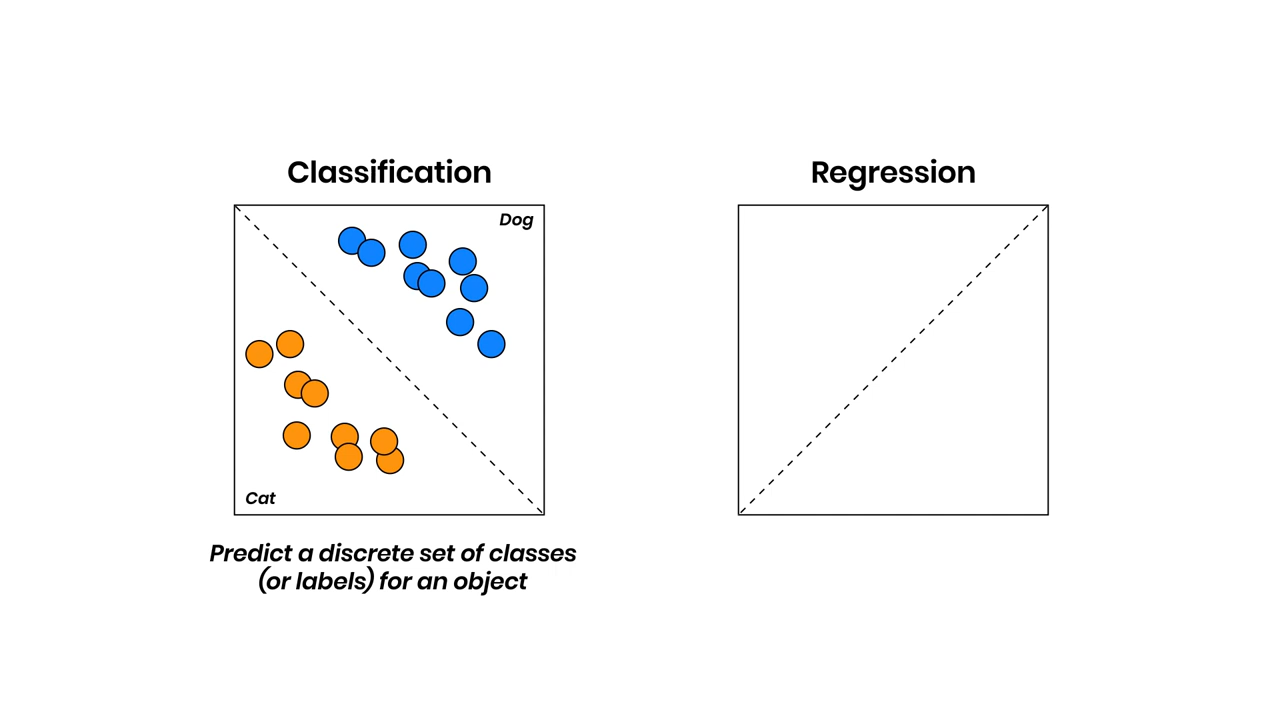 Classification
Regression
Dog
Cat
Predict a discrete set of classes
(or labels) for an object